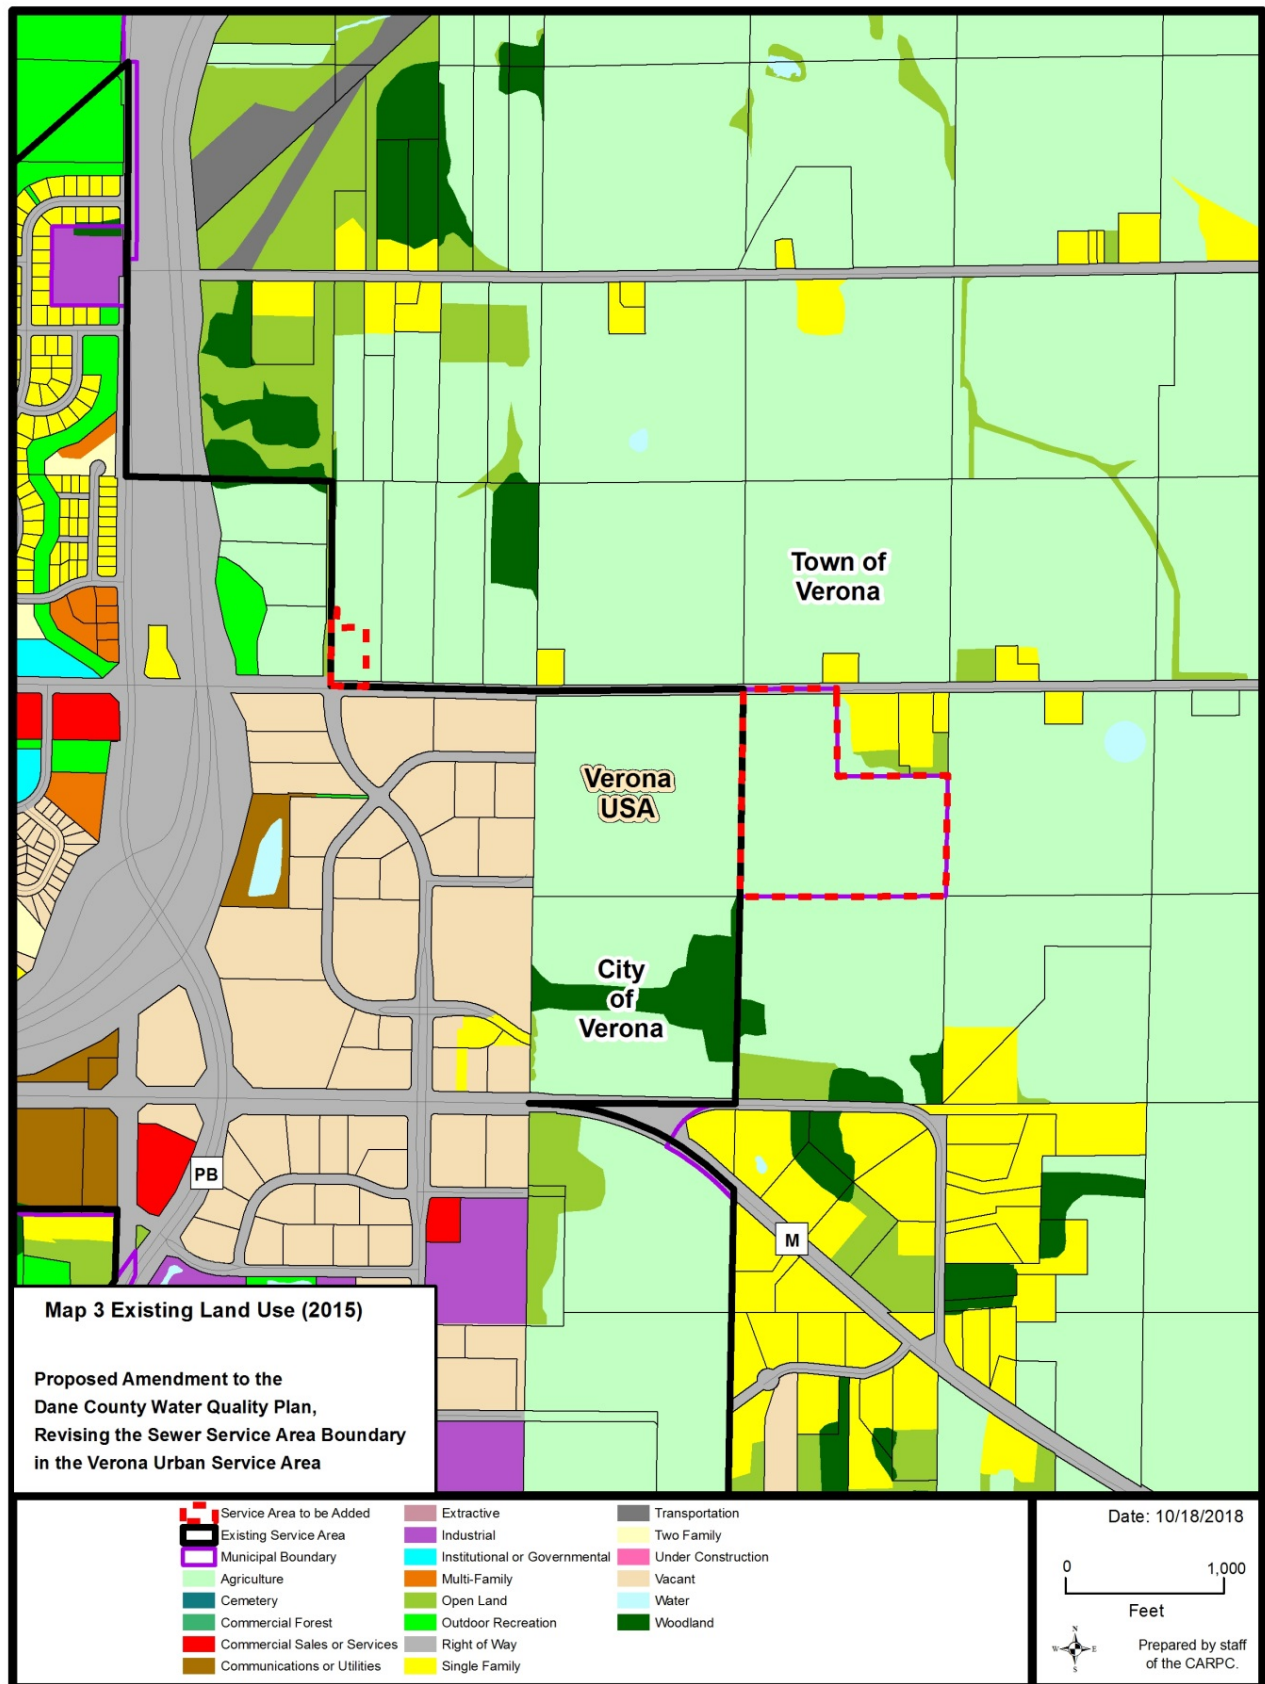 Town of
Verona
Verona
USA
City
of
Verona
PB
M
Map 3 Existing Land Use (2015)
Proposed Amendment to the
Dane County Water Quality Plan,
Revising the Sewer Service Area Boundary
in the Verona Urban Service Area
Service Area to be Added
Existing Service Area
Municipal Boundary
Agriculture
Cemetery
Commercial Forest
Commercial Sales or Services
Communications or Utilities
Extractive
Industrial
Institutional or Governmental
Multi-Family
Open Land
Outdoor Recreation
Right of Way
Single Family
Transportation
Two Family
Under Construction
Vacant
Water
Woodland
Date: 10/18/2018
0 1,000
Feet
N
W E
S
Prepared by staff
of the CARPC.